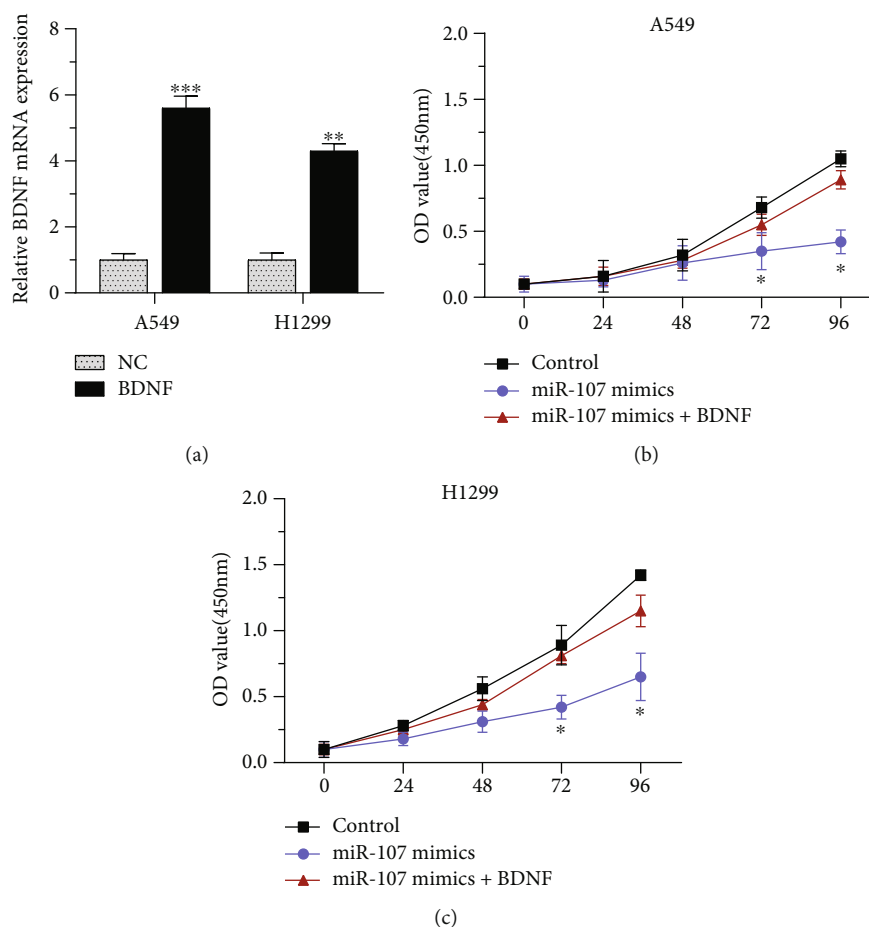 8
6
4
2
0
Relative BDNF mRNA expression
***
**
A549
H1299
NC
BDNF
(a)
A549
2.0
1.5
1.0
0.5
0.0
OD value(450nm)
*
*
0 24 48 72 96
Control
miR-107 mimics
miR-107 mimics + BDNF
(b)
H1299
2.0
1.5
1.0
0.5
0.0
OD value(450nm)
*
*
0 24 48 72 96
Control
miR-107 mimics
miR-107 mimics + BDNF
(c)